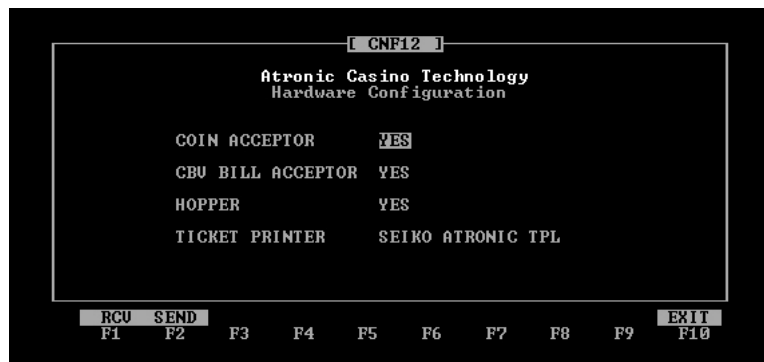 [ CNF12 ]
Atronic Casino Technology
Hardware Configuration
COIN ACCEPTOR YES
CBV BILL ACCEPTOR YES
HOPPER YES
TICKET PRINTER SEIKO ATRONIC TPL
RCV SEND EXIT
F1 F2 F3 F4 F5 F6 F7 F8 F9 F10